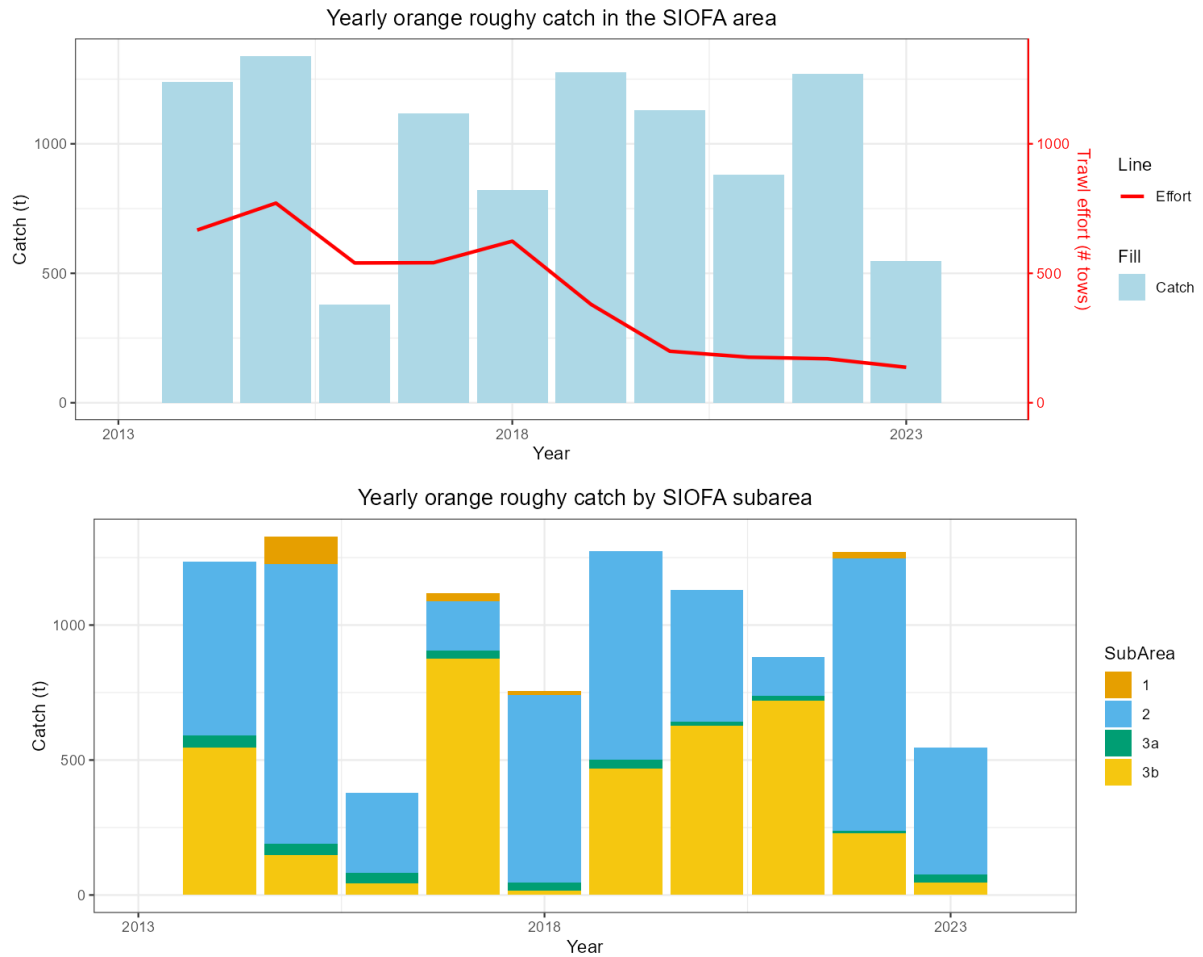 Yearly orange roughy catch in the SIOFA area
1000
500
0
Catch (t)
1000
500
0
Trawl effort (# tows)
2013
2018
2023
Year
Line
Effort
Fill
Catch
Yearly orange roughy catch by SIOFA subarea
1000
500
0
Catch (t)
2013
2018
2023
Year
SubArea
1
2
3a
3b